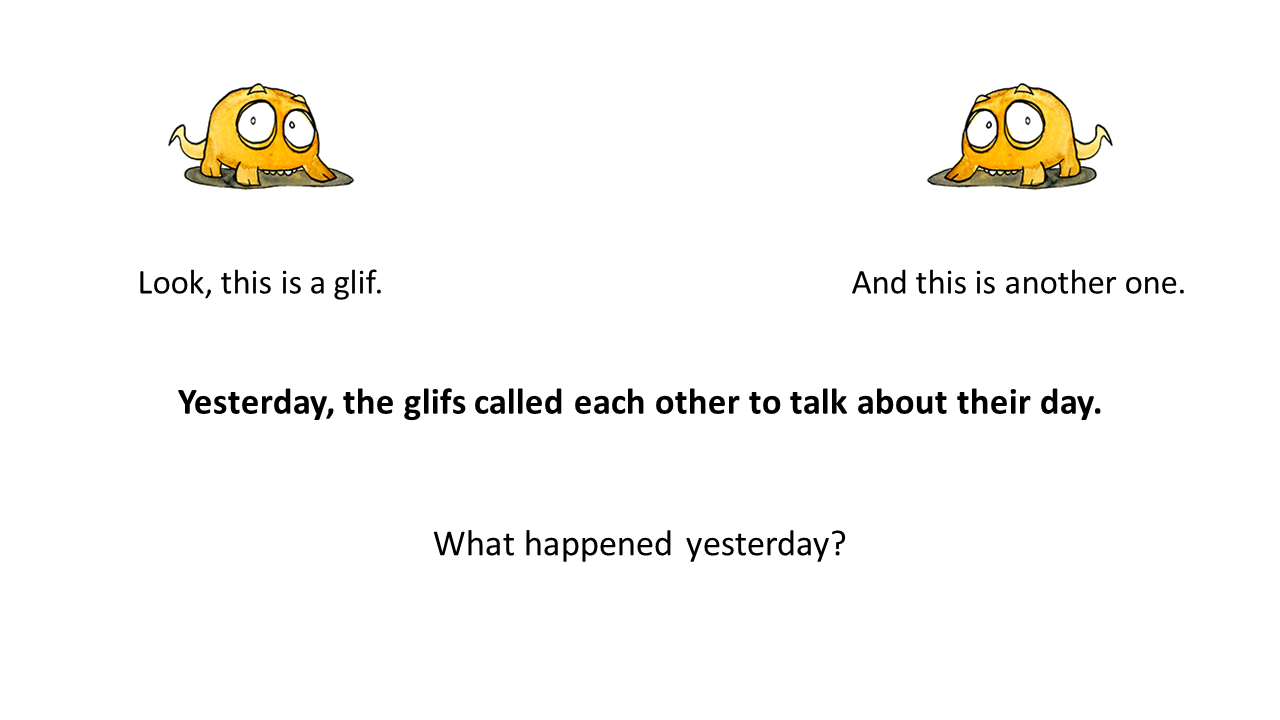 Look, this is a glif.
And this is another one.
Yesterday, the glifs called each other to talk about their day.
What happened yesterday?